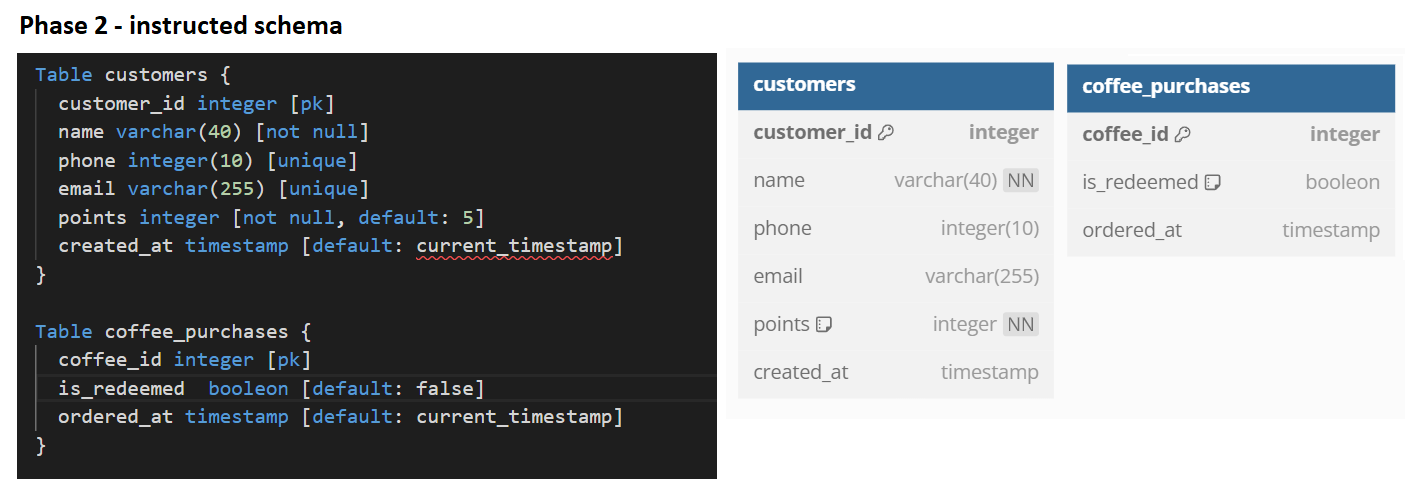 Phase 2 - instructed schema
Table customers {
customer_id integer [pk]
name varchar(40) [not null]
phone integer(10) [unique]
email varchar(255) [unique]
points integer [not null, default: 5]
created_at timestamp [default: current_timestamp]
}
Table coffee_purchases {
coffee_id integer [pk]
is_redeemed  booleon [default: false]
ordered_at timestamp [default: current_timestamp]
}
customers
customer_id integer
name varchar(40) NN
phone integer(10)
email varchar(255)
points integer NN
created_at timestamp
coffee_purchases
coffee_id integer
is_redeemed booleon
ordered_at timestamp